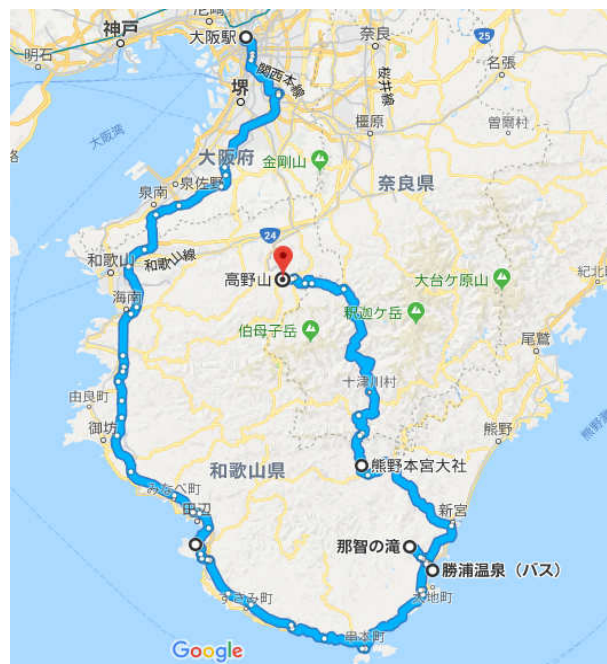 尼崎
神戸
大阪駅
奈良
25
名張
明石
関西本線
桜井線
堺
橿原
曽爾村
大阪湾
大阪府
金剛山
奈良県
泉佐野
泉南
24
和歌山
和歌山線
高野山
大台ケ原山
紀北町
海南
釈迦ケ岳
伯母子岳
尾鷲
十津川村
由良町
御坊
熊野
和歌山県
熊野本宮大社
みなべ町
新宮
田辺
那智の滝
勝浦温泉（バス）
すさみ町
太地町
串本町
Google